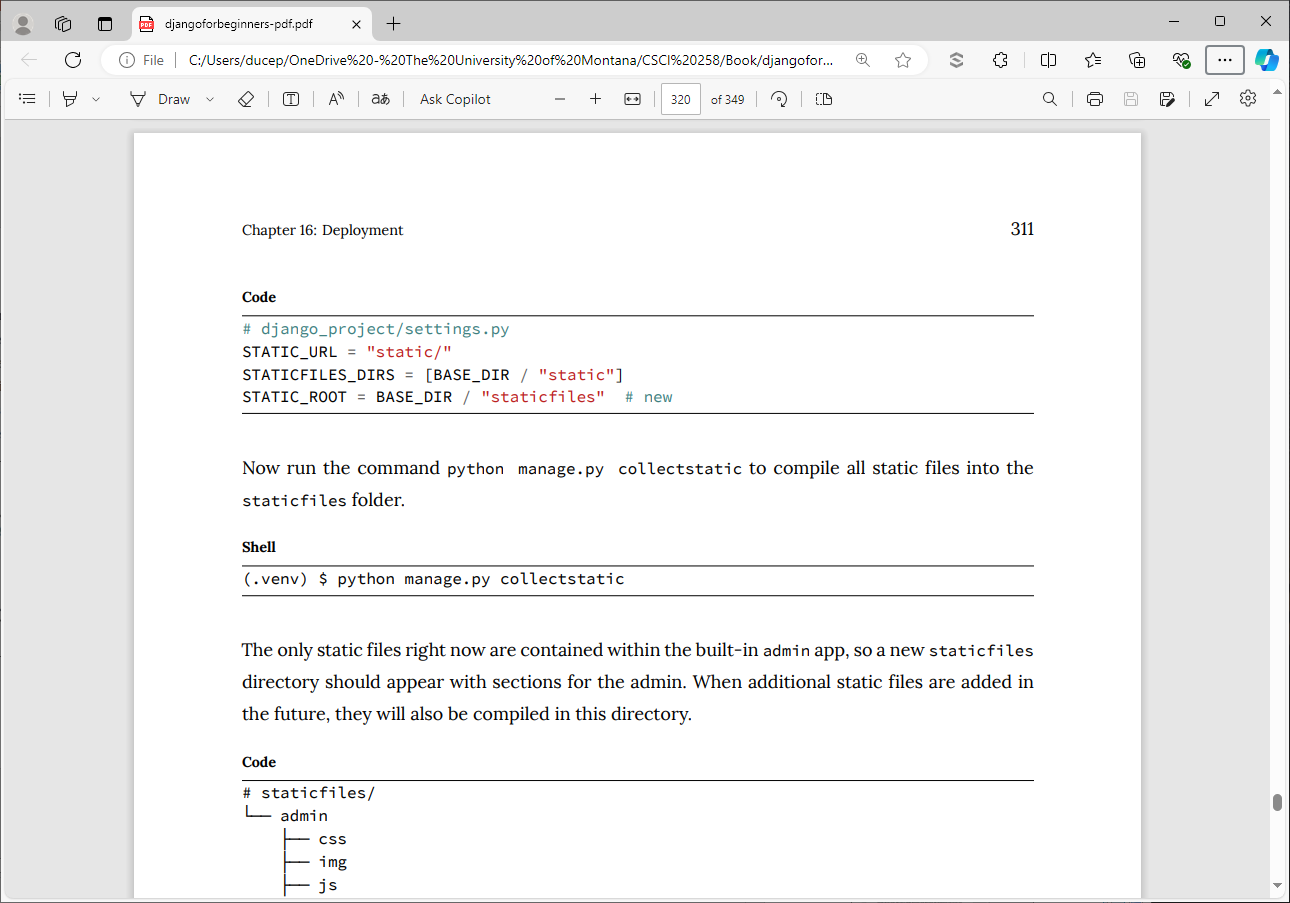 djangoforbeginners-pdf.pdf
File
C:/Users/ducep/OneDrive%20-%20The%20University%20of%20Montana/CSCI%20258/Book/djangofor...
Draw
Ask Copilot
320 of 349
Chapter 16: Deployment
311
Code
# django_project/settings.py
STATIC_URL = "static/"
STATICFILES_DIRS = [BASE_DIR / "static"]
STATIC_ROOT = BASE_DIR / "staticfiles"  # new
Now run the command python manage.py collectstatic to compile all static files into the
staticfiles folder.
Shell
(.venv) $ python manage.py collectstatic
The only static files right now are contained within the built-in admin app, so a new staticfiles
directory should appear with sections for the admin. When additional static files are added in
the future, they will also be compiled in this directory.
Code
# staticfiles/
└── admin
    ├── css
    ├── img
    ├── js